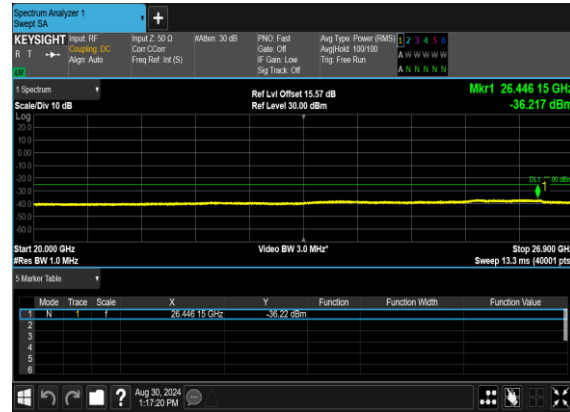 Spectrum Analyzer 1
Swept SA
+
KEYSIGHT Input: RF Input Z: 50 Ω #Atten: 30 dB PNO: Fast Avg Type: Power (RMS) 1 2 3 4 5 6
R T Coupling: DC Corr CCorr Gate: Off Avg|Hold: 100/100 A W W W W W
Align: Auto Freq Ref: Int (S) IF Gain: Low Trig: Free Run
Sig Track: Off A N N N N N
1 Spectrum
Ref Lvl Offset 15.57 dB Mkr1 26.446 15 GHz
Scale/Div 10 dB Ref Level 30.00 dBm -36.217 dBm
Log
20.0
10.0
0.00
-10.0
-20.0
1
-30.0
-40.0
-50.0
-60.0
Start 20.000 GHz Video BW 3.0 MHz* Stop 26.900 GHz
#Res BW 1.0 MHz Sweep 13.3 ms (40001 pts)
5 Marker Table
Mode Trace Scale X Y Function Function Width Function Value
1 N 1 f 26.446 15 GHz -36.22 dBm
2
3
4
5
6
? Aug 30, 2024
1:17:20 PM